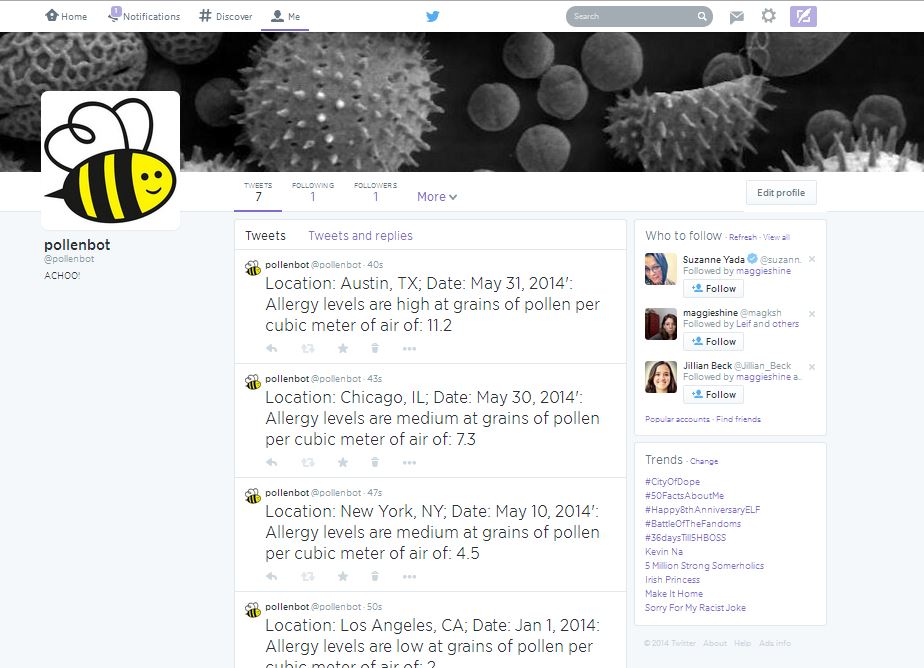 Home
1
Notifications
Discover
Me
Search
TWEETS
7
FOLLOWING
1
FOLLOWERS
1
More
Edit profile
pollenbot
@pollenbot
ACHOO!
Tweets Tweets and replies
pollenbot @pollenbot · 40s
Location: Austin, TX; Date: May 31, 2014':
Allergy levels are high at grains of pollen per
cubic meter of air of: 11.2
pollenbot @pollenbot · 43s
Location: Chicago, IL; Date: May 30, 2014':
Allergy levels are medium at grains of pollen
per cubic meter of air of: 7.3
pollenbot @pollenbot · 47s
Location: New York, NY; Date: May 10, 2014':
Allergy levels are medium at grains of pollen
per cubic meter of air of: 4.5
pollenbot @pollenbot · 50s
Location: Los Angeles, CA; Date: Jan 1, 2014:
Allergy levels are low at grains of pollen per
cubic meter of air of: 2
Who to follow · Refresh · View all
Suzanne Yada @suzann.
Followed by maggieshine
Follow
maggieshine @magksh
Followed by Leif and others
Follow
Jillian Beck @Jillian_Beck
Followed by maggieshine a..
Follow
Popular accounts · Find friends
Trends · Change
#CityOfDope
#50FactsAboutMe
#Happy8thAnniversaryELF
#BattleOfTheFandoms
#36daysTill5HBOSS
Kevin Na
5 Million Strong Somerholics
Irish Princess
Make It Home
Sorry For My Racist Joke
© 2014 Twitter About Help Ads info